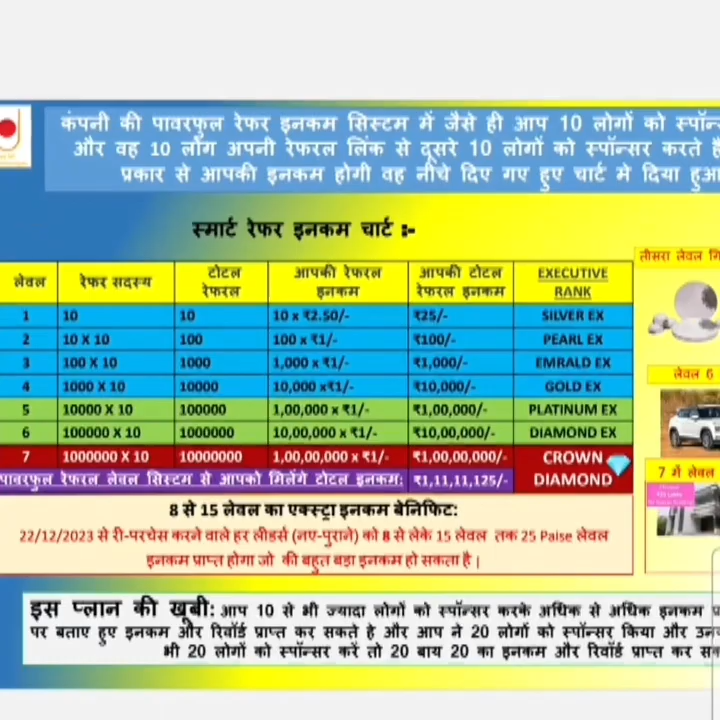 कंपनी की पावरफुल रेफर इनकम सिस्टम में जैसे ही आप 10 लोगों को
और वह 10 लोग अपनी रेफरल लिंक से दूसरे 10 लोगों को स्पॉन्सर करते
प्रकार से आपकी इनकम होगी वह नीचे दिए गए हुए चार्ट मे दिया
स्मार्ट रेफर इनकम चार्ट :-
तीसरा लेवल
लेवल रेफर सदस्य टोटल रेफरल आपकी रेफरल इनकम आपकी टोटल रेफरल इनकम EXECUTIVE RANK
1 10 10 10 x ₹2.50/- ₹25/- SILVER EX
2 10 X 10 100 100 x ₹1/- ₹100/- PEARL EX
3 100 X 10 1000 1,000 x ₹1/- ₹1,000/- EMRALD EX
4 1000 X 10 10000 10,000 x₹1/- ₹10,000/- GOLD EX
5 10000 X 10 100000 1,00,000 x ₹1/- ₹1,00,000/- PLATINUM EX
6 100000 X 10 1000000 10,00,000 x ₹1/- ₹10,00,000/- DIAMOND EX
7 1000000 X 10 10000000 1,00,00,000 x ₹1/- ₹1,00,00,000/- CROWN DIAMOND
पावरफुल रेफरल लेवल सिस्टम से आपको मिलेंगे टोटल इनकम: ₹1,11,11,125/-
लेवल 6
7 में लेवल
8 से 15 लेवल का एक्स्ट्रा इनकम बेनिफिट:
22/12/2023 से री-परचेस करने वाले हर लीडर्स (नए-पुराने) को 8 से लेके 15 लेवल तक 25 Paise लेवल
इनकम प्राप्त होगा जो की बहुत बडा इनकम हो सकता है |
इस प्लान की खूबी: आप 10 से भी ज्यादा लोगों को स्पॉन्सर करके अधिक से अधिक इनकम
पर बताए हुए इनकम और रिवॉर्ड प्राप्त कर सकते है और आप ने 20 लोगों को स्पॉन्सर किया और
भी 20 लोगों को स्पॉन्सर करें तो 20 बाय 20 का इनकम और रिवॉर्ड प्राप्त कर